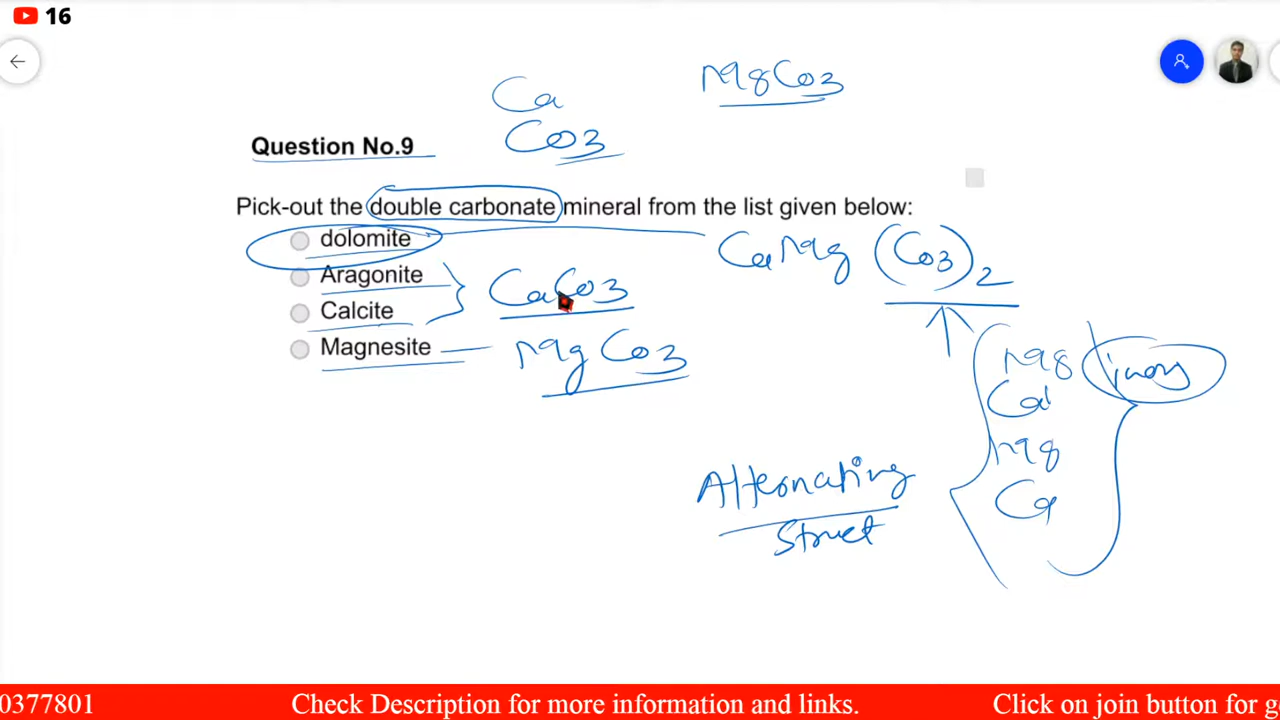 16
MgCo3
Ca
Co3
Question No.9
Pick-out the double carbonate mineral from the list given below:
dolomite
CaMg (Co3)2
Aragonite
CaCo3
Calcite
Magnesite
Mg Co3
Mg
Ca
Mg
Ca
Alternating
Struct
0377801
Check Description for more information and links.
Click on join button for g